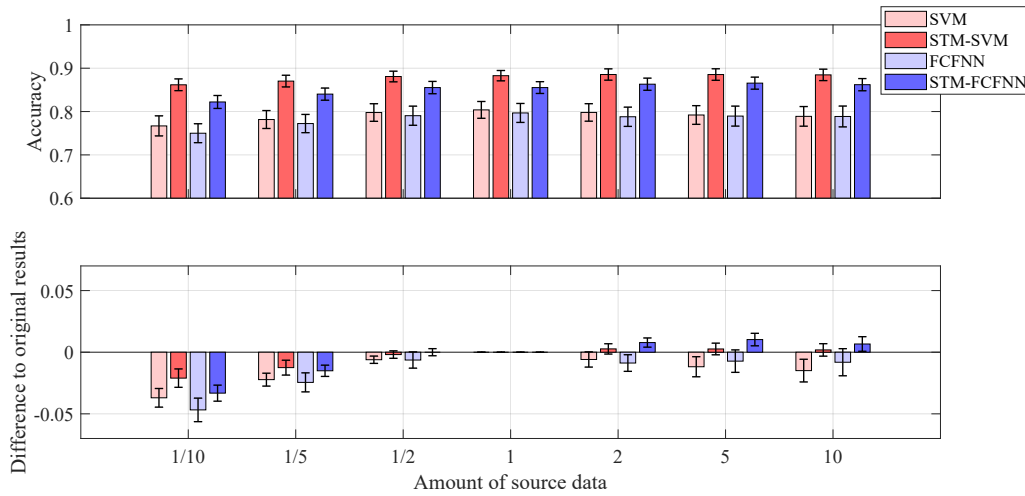 1
0.9
0.8
0.7
0.6
Accuracy
SVM
STM-SVM
FCFNN
STM-FCFNN
0.05
0
-0.05
Difference to original results
1/10 1/5 1/2 1 2 5 10
Amount of source data